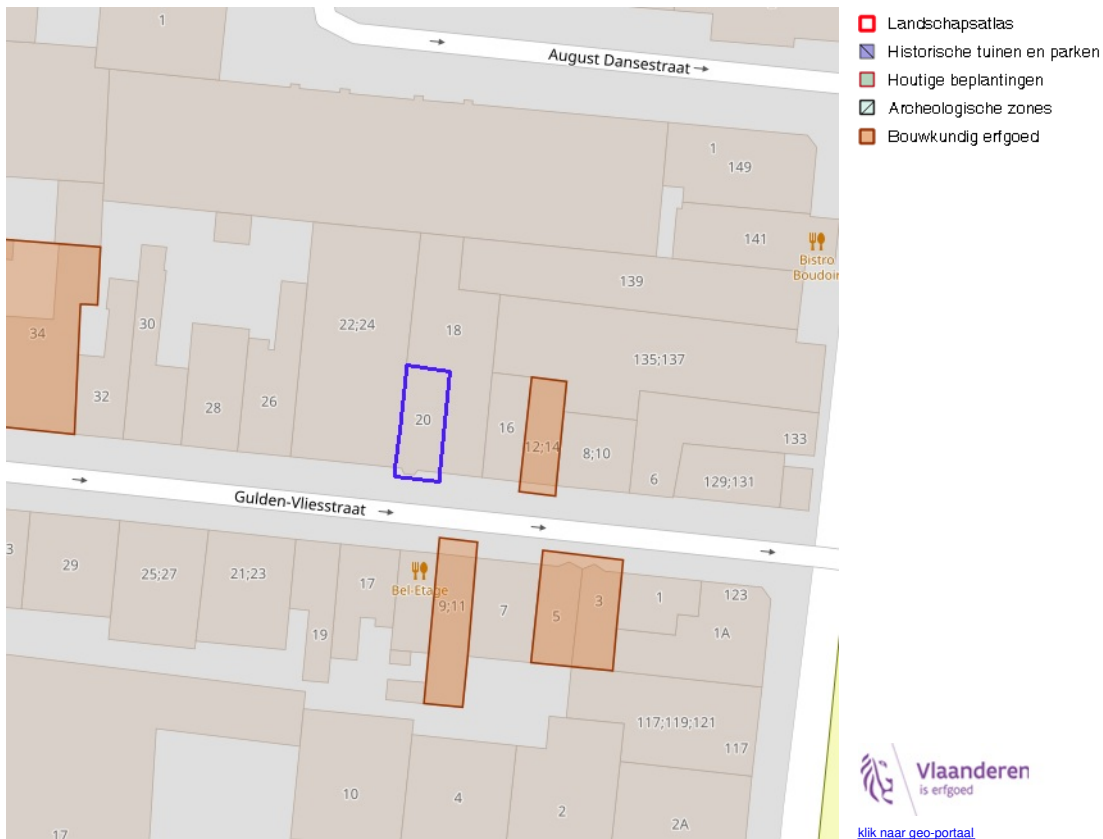 1
August Dansestraat
1
149
141
Bistro
Boudoir
139
34
30
22;24
18
135;137
32
28
26
20
16
12;14
8;10
133
6
129;131
Gulden-Vliesstraat
3
29
25;27
21;23
17
Bel-Etage
9;11
7
5
3
1
123
1A
19
117;119;121
117
10
4
2
2A
17
Landschapsatlas
Historische tuinen en parken
Houtige beplantingen
Archeologische zones
Bouwkundig erfgoed
Vlaanderen
is erfgoed
klik naar geo-portaal